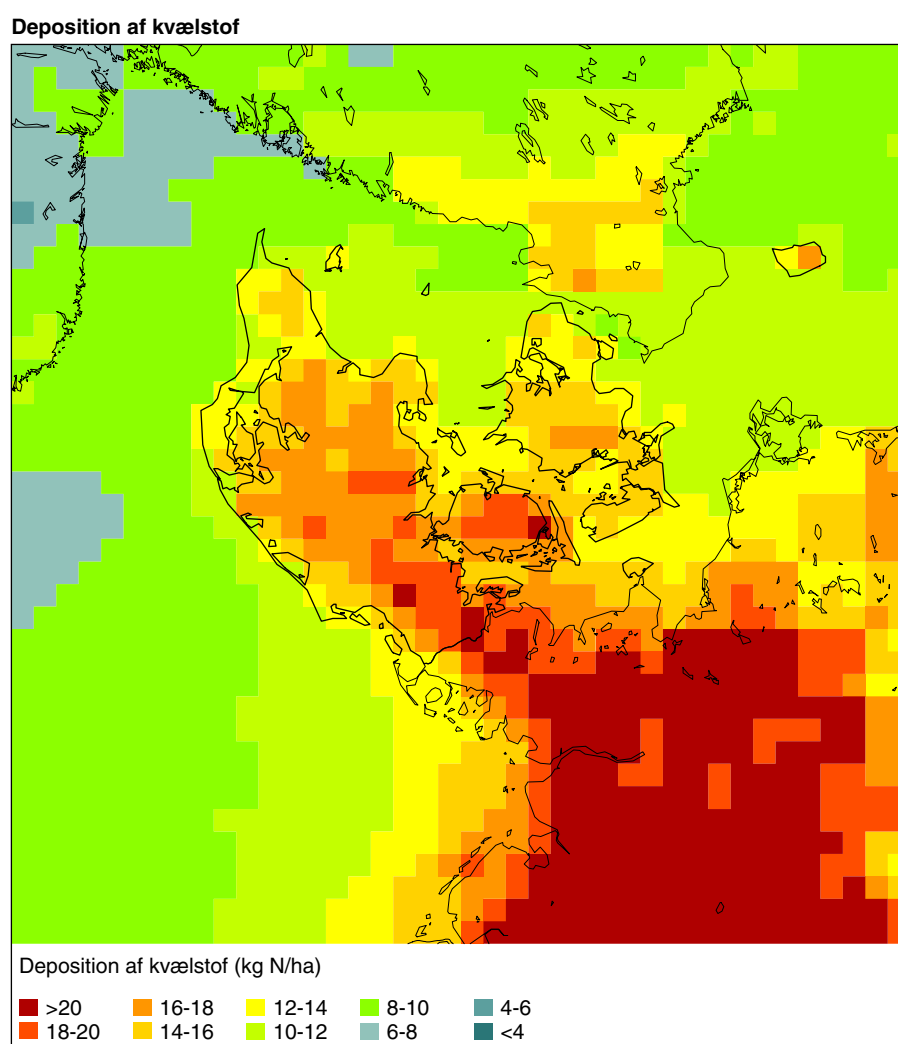 Deposition af kvælstof
Deposition af kvælstof (kg N/ha)
>20 16-18 12-14 8-10 4-6
18-20 14-16 10-12 6-8 <4